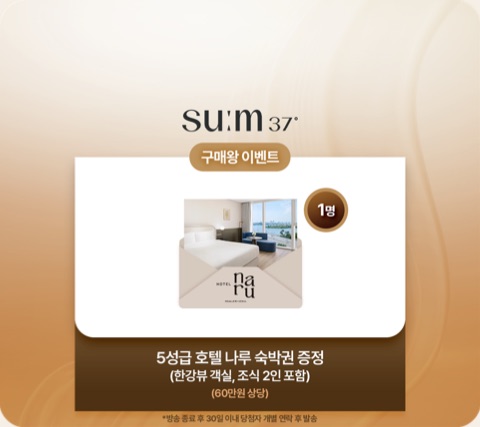 su:m 37°
구매왕 이벤트
1명
HOTEL
na
ru
5성급 호텔 나루 숙박권 증정
(한강뷰 객실, 조식 2인 포함)
(60만원 상당)
*방송 종료 후 30일 이내 당첨자 개별 연락 후 발송